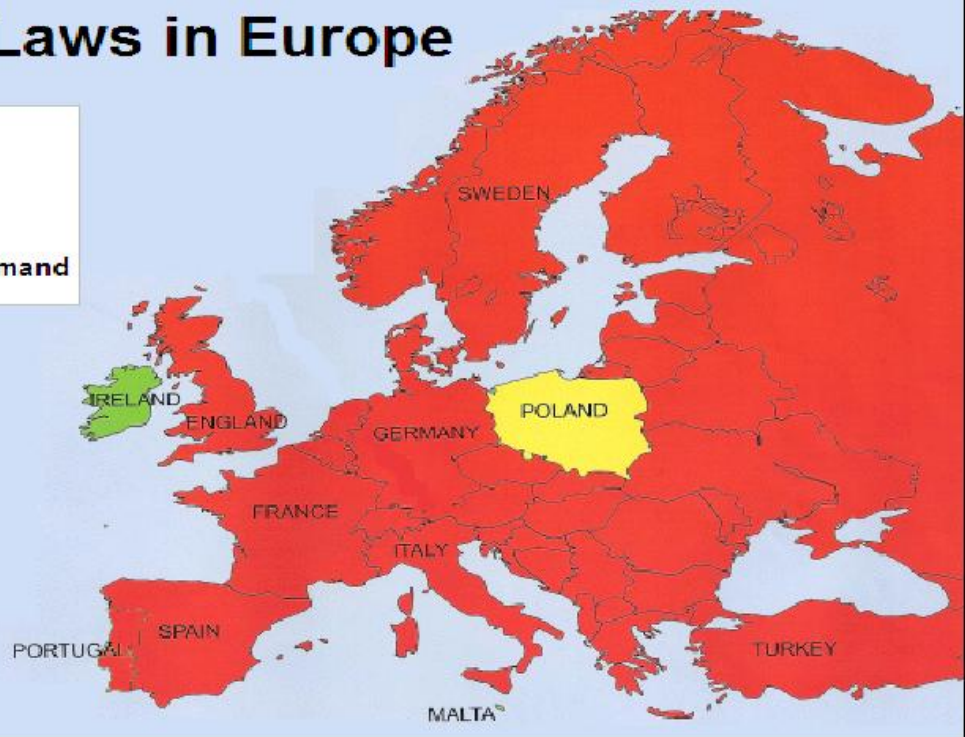 Laws in Europe
mand
SWEDEN
IRELAND
ENGLAND
POLAND
GERMANY
FRANCE
ITALY
SPAIN
PORTUGAL
TURKEY
MALTA